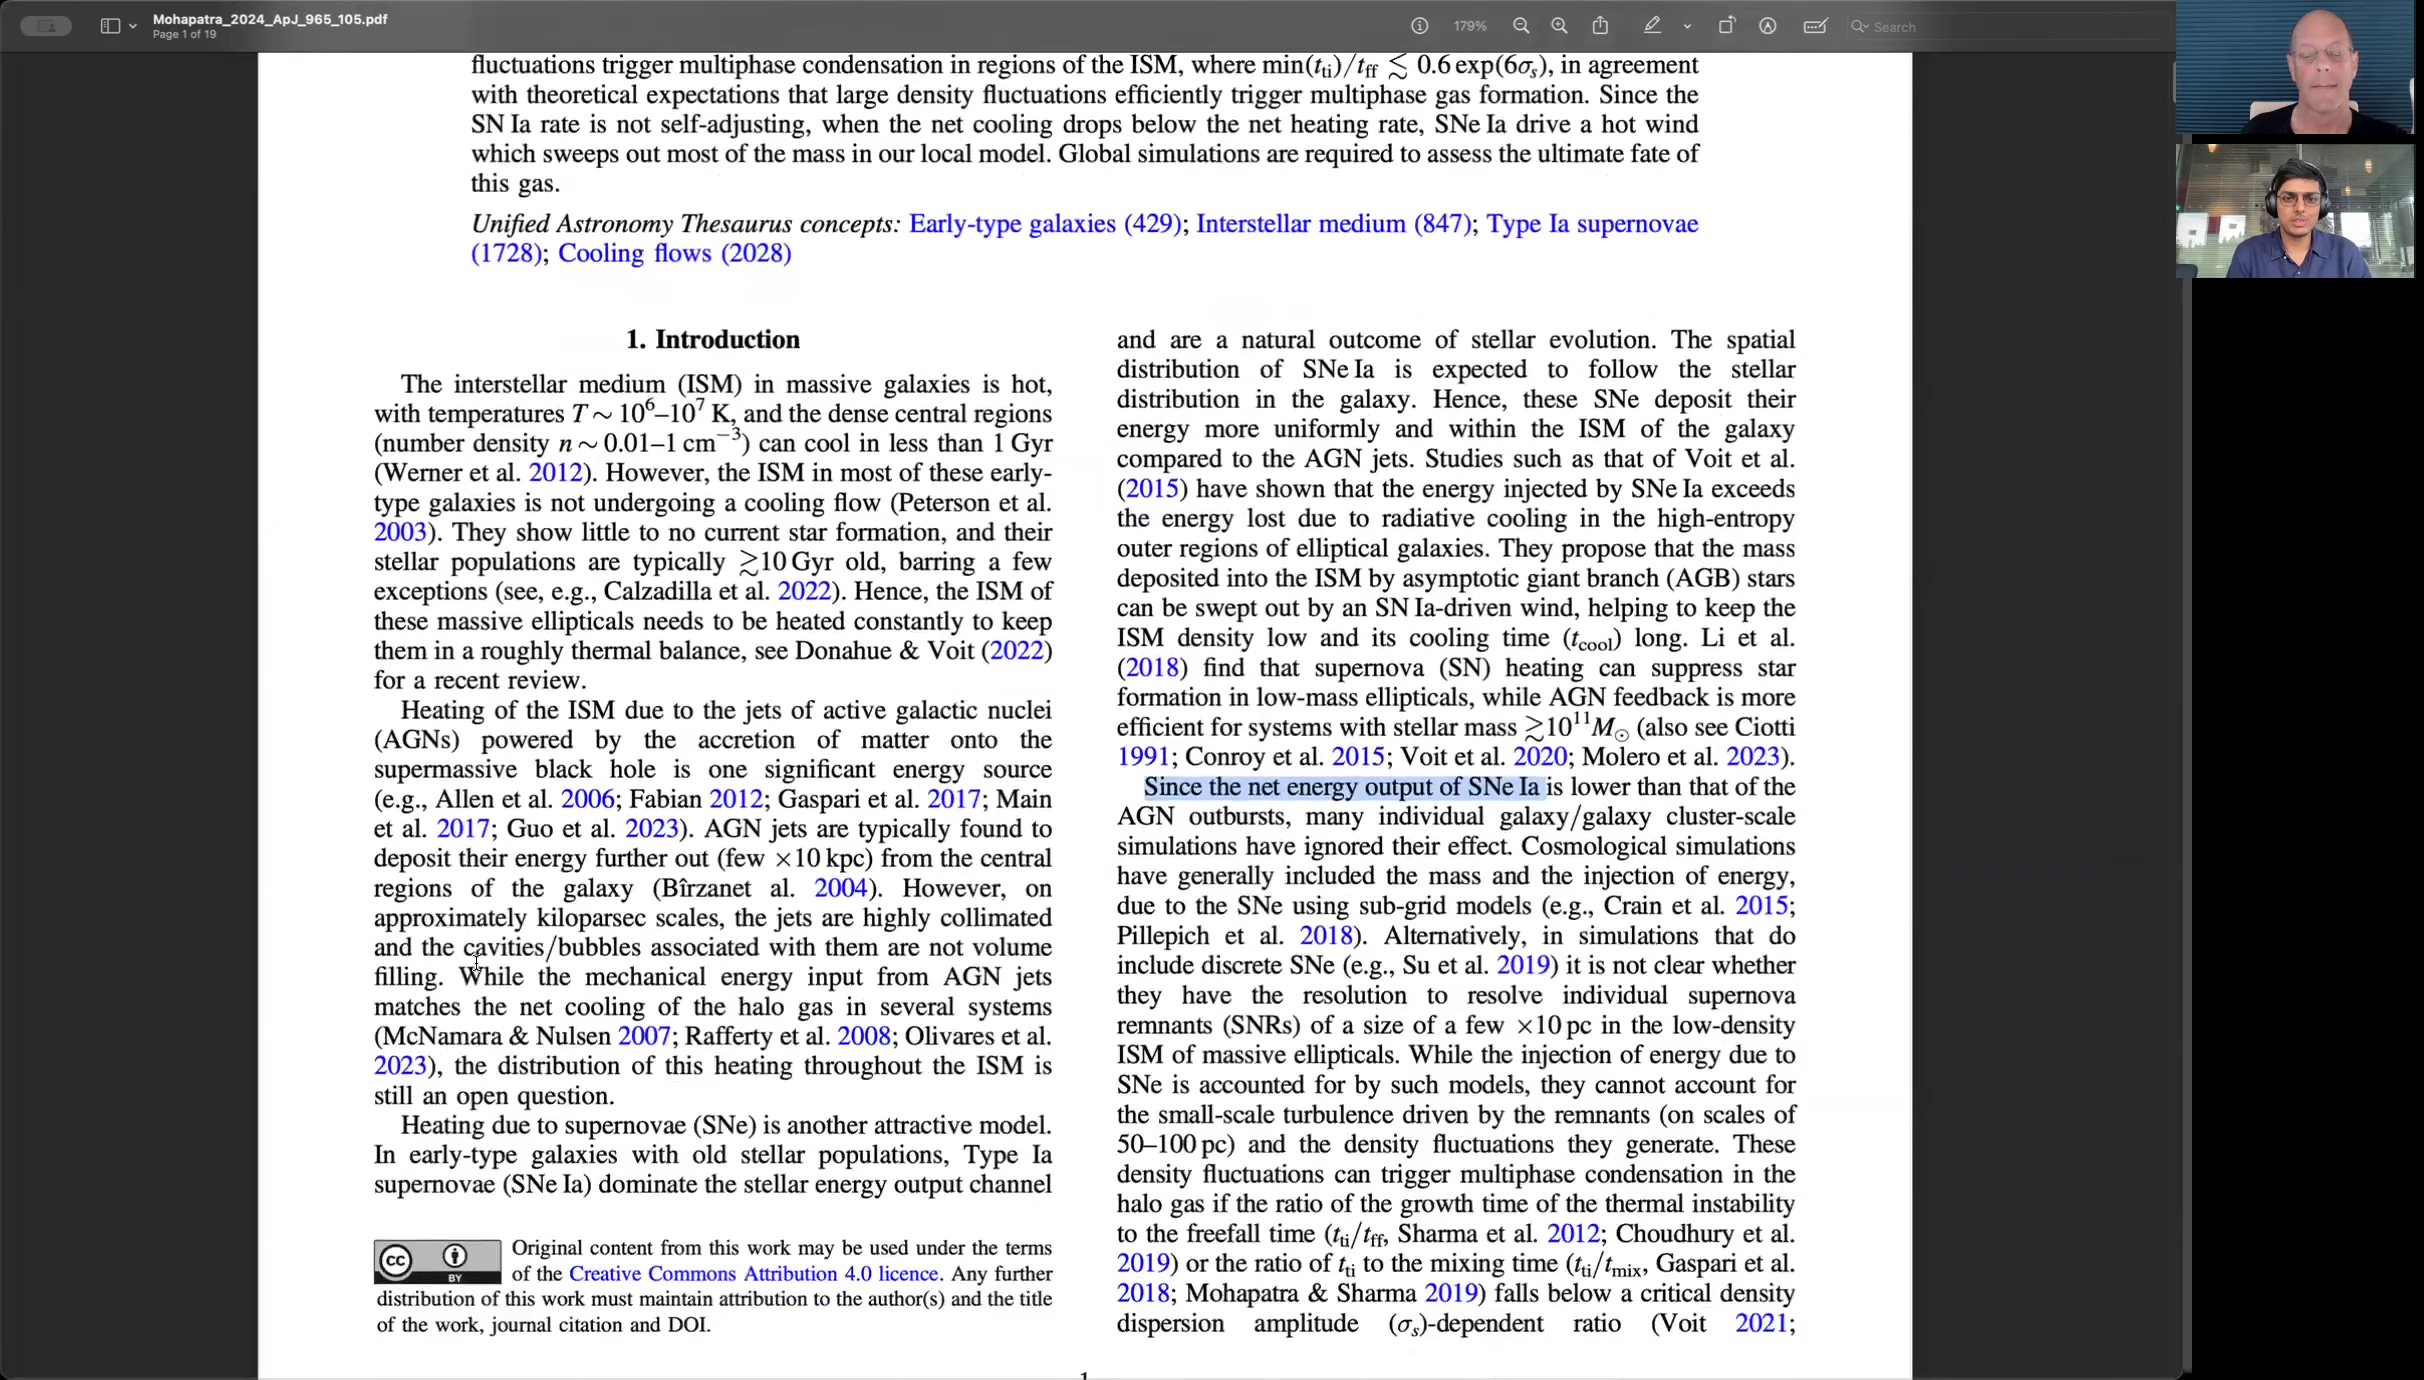 Mohapatra_2024_ApJ_965_105.pdf
Page 1 of 19
179%
Search
fluctuations trigger multiphase condensation in regions of the ISM, where min(tti)/tff ≲ 0.6 exp(6σs), in agreement
with theoretical expectations that large density fluctuations efficiently trigger multiphase gas formation. Since the
SN Ia rate is not self-adjusting, when the net cooling drops below the net heating rate, SNe Ia drive a hot wind
which sweeps out most of the mass in our local model. Global simulations are required to assess the ultimate fate of
this gas.
Unified Astronomy Thesaurus concepts: Early-type galaxies (429); Interstellar medium (847); Type Ia supernovae
(1728); Cooling flows (2028)
1. Introduction
The interstellar medium (ISM) in massive galaxies is hot,
with temperatures T ~ 10⁶–10⁷ K, and the dense central regions
(number density n ~ 0.01–1 cm⁻³) can cool in less than 1 Gyr
(Werner et al. 2012). However, the ISM in most of these early-
type galaxies is not undergoing a cooling flow (Peterson et al.
2003). They show little to no current star formation, and their
stellar populations are typically ≳10 Gyr old, barring a few
exceptions (see, e.g., Calzadilla et al. 2022). Hence, the ISM of
these massive ellipticals needs to be heated constantly to keep
them in a roughly thermal balance, see Donahue & Voit (2022)
for a recent review.
Heating of the ISM due to the jets of active galactic nuclei
(AGNs) powered by the accretion of matter onto the
supermassive black hole is one significant energy source
(e.g., Allen et al. 2006; Fabian 2012; Gaspari et al. 2017; Main
et al. 2017; Guo et al. 2023). AGN jets are typically found to
deposit their energy further out (few ×10 kpc) from the central
regions of the galaxy (Bîrzanet al. 2004). However, on
approximately kiloparsec scales, the jets are highly collimated
and the cavities/bubbles associated with them are not volume
filling. While the mechanical energy input from AGN jets
matches the net cooling of the halo gas in several systems
(McNamara & Nulsen 2007; Rafferty et al. 2008; Olivares et al.
2023), the distribution of this heating throughout the ISM is
still an open question.
Heating due to supernovae (SNe) is another attractive model.
In early-type galaxies with old stellar populations, Type Ia
supernovae (SNe Ia) dominate the stellar energy output channel
cc
BY
Original content from this work may be used under the terms
of the Creative Commons Attribution 4.0 licence. Any further
distribution of this work must maintain attribution to the author(s) and the title
of the work, journal citation and DOI.
and are a natural outcome of stellar evolution. The spatial
distribution of SNe Ia is expected to follow the stellar
distribution in the galaxy. Hence, these SNe deposit their
energy more uniformly and within the ISM of the galaxy
compared to the AGN jets. Studies such as that of Voit et al.
(2015) have shown that the energy injected by SNe Ia exceeds
the energy lost due to radiative cooling in the high-entropy
outer regions of elliptical galaxies. They propose that the mass
deposited into the ISM by asymptotic giant branch (AGB) stars
can be swept out by an SN Ia-driven wind, helping to keep the
ISM density low and its cooling time (tcool) long. Li et al.
(2018) find that supernova (SN) heating can suppress star
formation in low-mass ellipticals, while AGN feedback is more
efficient for systems with stellar mass ≳10¹¹M⊙ (also see Ciotti
1991; Conroy et al. 2015; Voit et al. 2020; Molero et al. 2023).
Since the net energy output of SNe Ia is lower than that of the
AGN outbursts, many individual galaxy/galaxy cluster-scale
simulations have ignored their effect. Cosmological simulations
have generally included the mass and the injection of energy,
due to the SNe using sub-grid models (e.g., Crain et al. 2015;
Pillepich et al. 2018). Alternatively, in simulations that do
include discrete SNe (e.g., Su et al. 2019) it is not clear whether
they have the resolution to resolve individual supernova
remnants (SNRs) of a size of a few ×10 pc in the low-density
ISM of massive ellipticals. While the injection of energy due to
SNe is accounted for by such models, they cannot account for
the small-scale turbulence driven by the remnants (on scales of
50–100 pc) and the density fluctuations they generate. These
density fluctuations can trigger multiphase condensation in the
halo gas if the ratio of the growth time of the thermal instability
to the freefall time (tti/tff, Sharma et al. 2012; Choudhury et al.
2019) or the ratio of tti to the mixing time (tti/tmix, Gaspari et al.
2018; Mohapatra & Sharma 2019) falls below a critical density
dispersion amplitude (σs)-dependent ratio (Voit 2021;